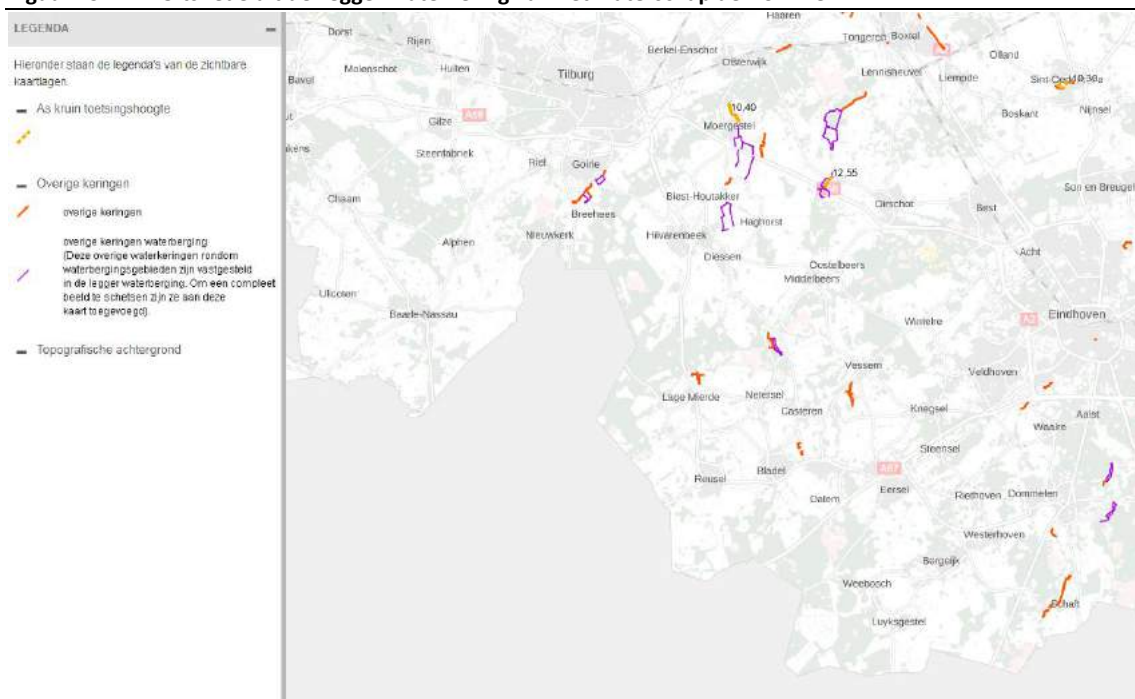 LEGENDA
Hieronder staan de legenda's van de zichtbare
kaartlagen.
As kruin toetsingshoogte
Overige keringen
overige keringen
overige keringen waterberging
(Deze overige waterkeringen rondom
waterbergingsgebieden zijn vastgesteld
in de legger waterberging. Om een compleet
beeld te schetsen zijn ze aan deze
kaart toegevoegd).
Topografische achtergrond
Haaren
Dorst
Rijen
Berkel-Enschot
Tongeren
Boxtel
Oisterwijk
Olland
Molenschot
Hulten
Tilburg
Lennisheuvel
Liempde
Bavel
10,40
Boskant
Nijnsel
Gilze
Moergestel
Steenfabriek
Riel
Goirle
12,55
Son en Breugel
Chaam
Biest-Houtakker
Oirschot
Best
Breehees
Haghorst
Alphen
Nieuwkerk
Hilvarenbeek
Acht
Diessen
Oostelbeers
Middelbeers
Ulicoten
Baarle-Nassau
Wintelre
A2
Eindhoven
Vessem
Veldhoven
Lage Mierde
Netersel
Casteren
Knegsel
Aalst
Waalre
Steensel
Bladel
A67
Reusel
Eersel
Dalem
Riethoven
Dommelen
Westerhoven
Bergeijk
Weebosch
Schaft
Luyksgestel